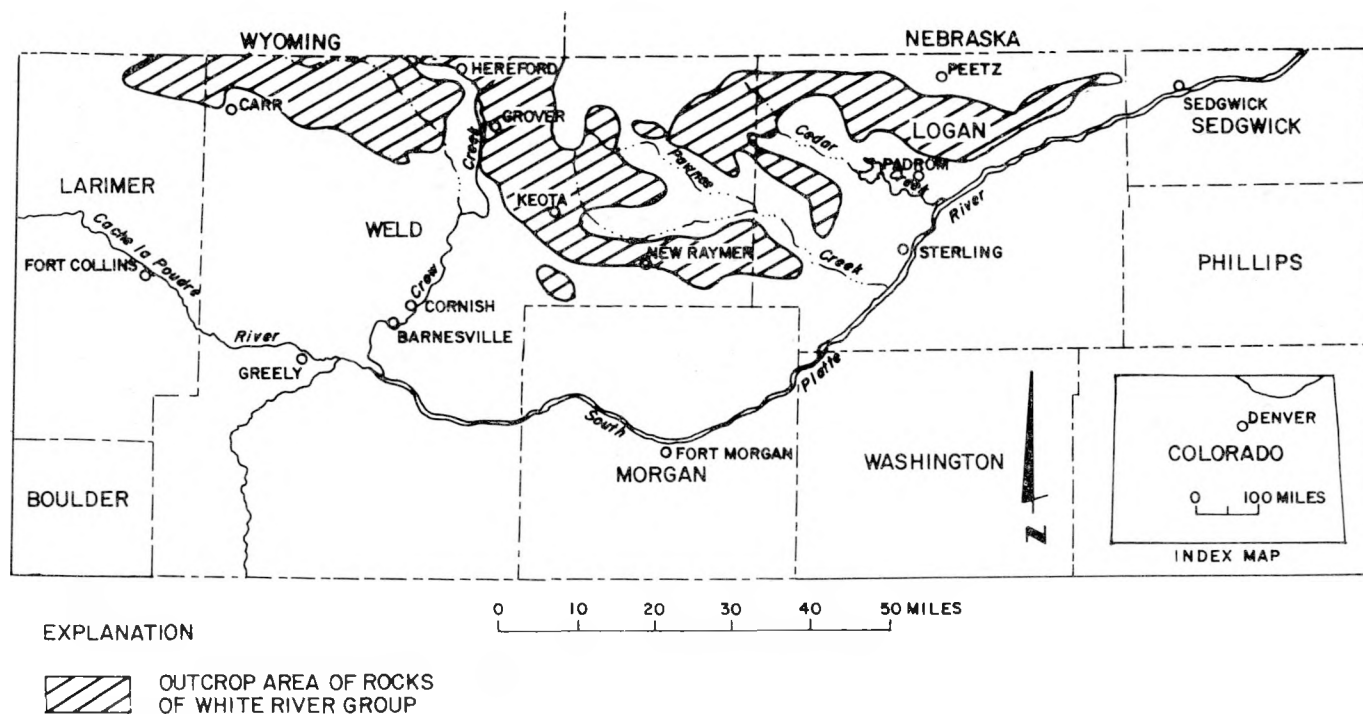 WYOMING
NEBRASKA
HEREFORD
PEETZ
CARR
SEDGWICK
SEDGWICK
GROVER
LOGAN
Creek
Cedar
Pawnee
PADROM
Creek
LARIMER
KEOTA
River
WELD
Cache la Poudre
NEW RAYMER
STERLING
PHILLIPS
FORT COLLINS
Creek
Crow
CORNISH
BARNESVILLE
River
GREELY
Platte
South
DENVER
FORT MORGAN
WASHINGTON
COLORADO
MORGAN
BOULDER
0 100 MILES
N
INDEX MAP
0 10 20 30 40 50 MILES
EXPLANATION
OUTCROP AREA OF ROCKS
OF WHITE RIVER GROUP